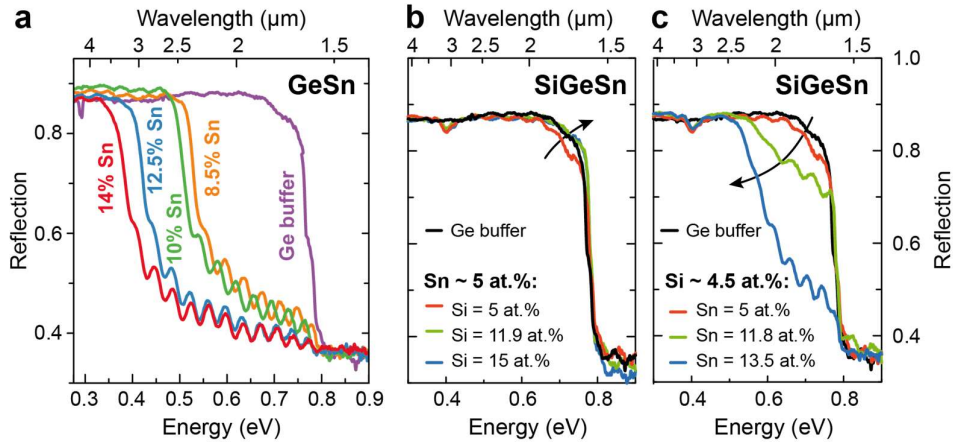 a
Wavelength (µm)
4 3 2.5 2 1.5
GeSn
Reflection
0.8
0.6
0.4
14% Sn
12.5% Sn
10% Sn
8.5% Sn
Ge buffer
0.3 0.4 0.5 0.6 0.7 0.8 0.9
Energy (eV)
b
Wavelength (µm)
4 3 2.5 2 1.5
SiGeSn
Ge buffer
Sn ~ 5 at.%:
Si = 5 at.%
Si = 11.9 at.%
Si = 15 at.%
0.4 0.6 0.8
Energy (eV)
c
Wavelength (µm)
4 3 2.5 2 1.5
SiGeSn
Ge buffer
Si ~ 4.5 at.%:
Sn = 5 at.%
Sn = 11.8 at.%
Sn = 13.5 at.%
0.4 0.6 0.8
Energy (eV)
1.0
0.8
0.6
0.4
Reflection